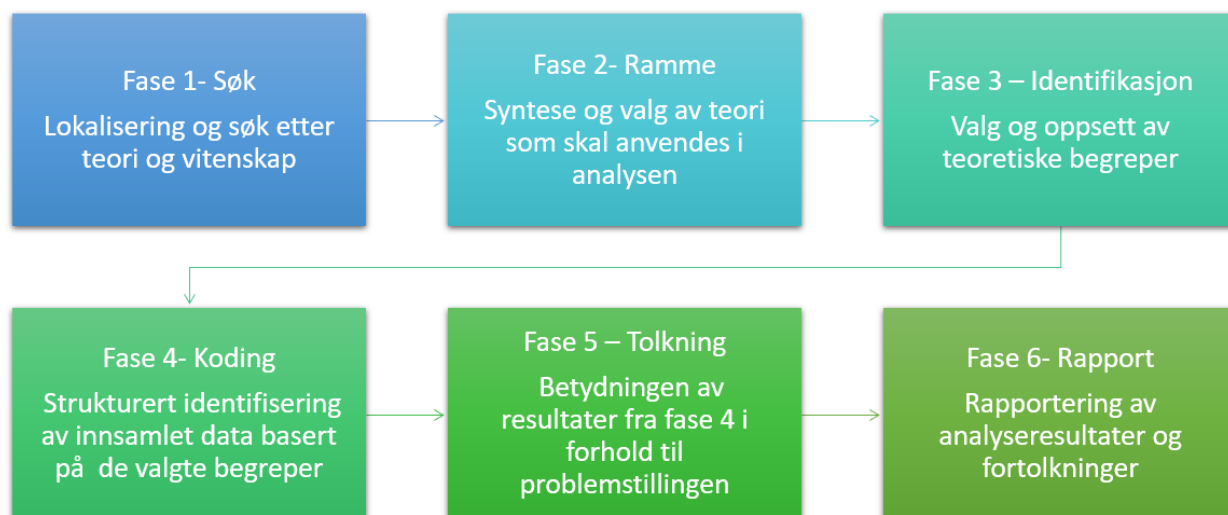 Fase 1- Søk
Lokalisering og søk etter
teori og vitenskap
Fase 2- Ramme
Syntese og valg av teori
som skal anvendes i
analysen
Fase 3 – Identifikasjon
Valg og oppsett av
teoretiske begreper
Fase 4- Koding
Strukturert identifisering
av innsamlet data basert
på  de valgte begreper
Fase 5 – Tolkning
Betydningen av
resultater fra fase 4 i
forhold til
problemstillingen
Fase 6- Rapport
Rapportering av
analyseresultater og
fortolkninger